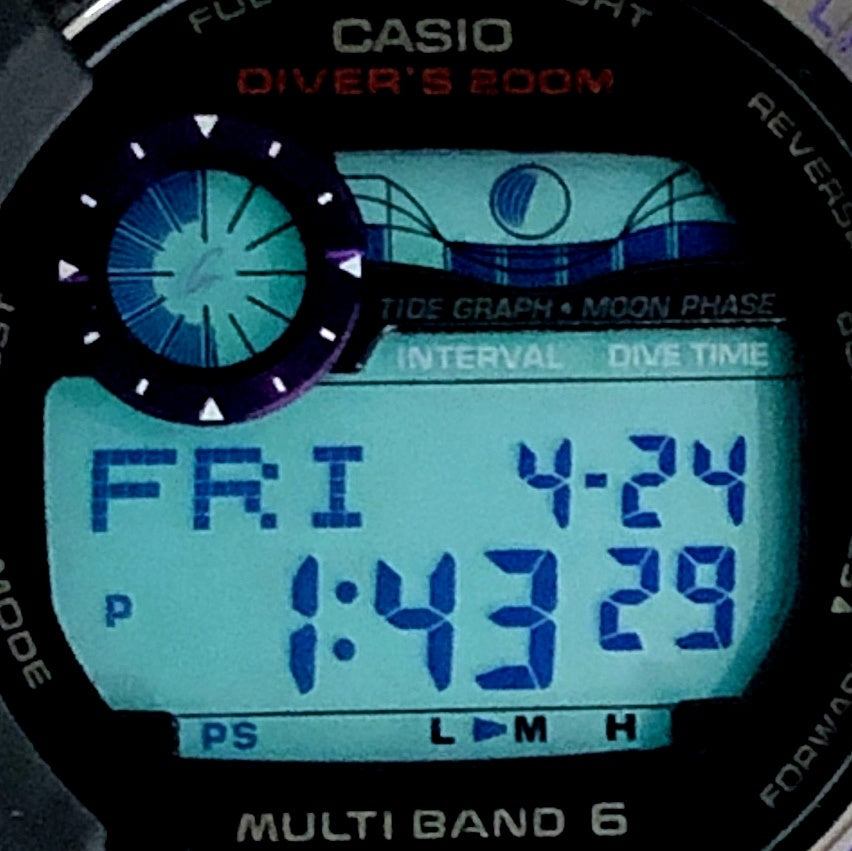 CASIO
DIVER'S 200M
REVERSE
TIDE GRAPH • MOON PHASE
INTERVAL DIVE TIME
FRI 4-24
P 1:43 29
MODE
PS L ▶M H
MULTI BAND 6